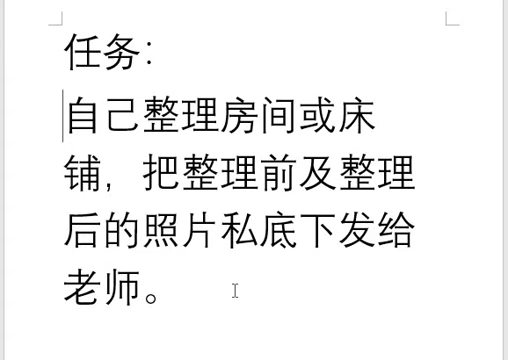 任务：
自己整理房间或床
铺，把整理前及整理
后的照片私底下发给
老师。